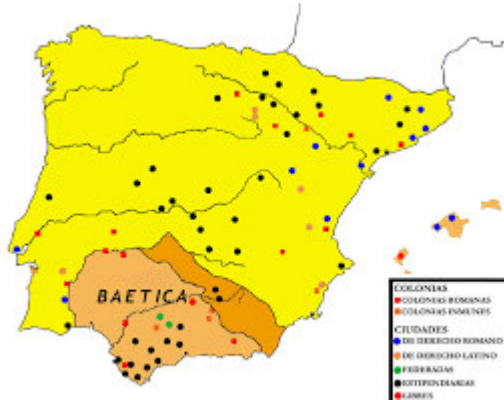 BAETICA
COLONIAS
COLONIAS ROMANAS
COLONIAS INMUNES
CIUDADES
DE DERECHO ROMANO
DE DERECHO LATINO
FEDERADAS
ESTIPENDIARIAS
LIBRES